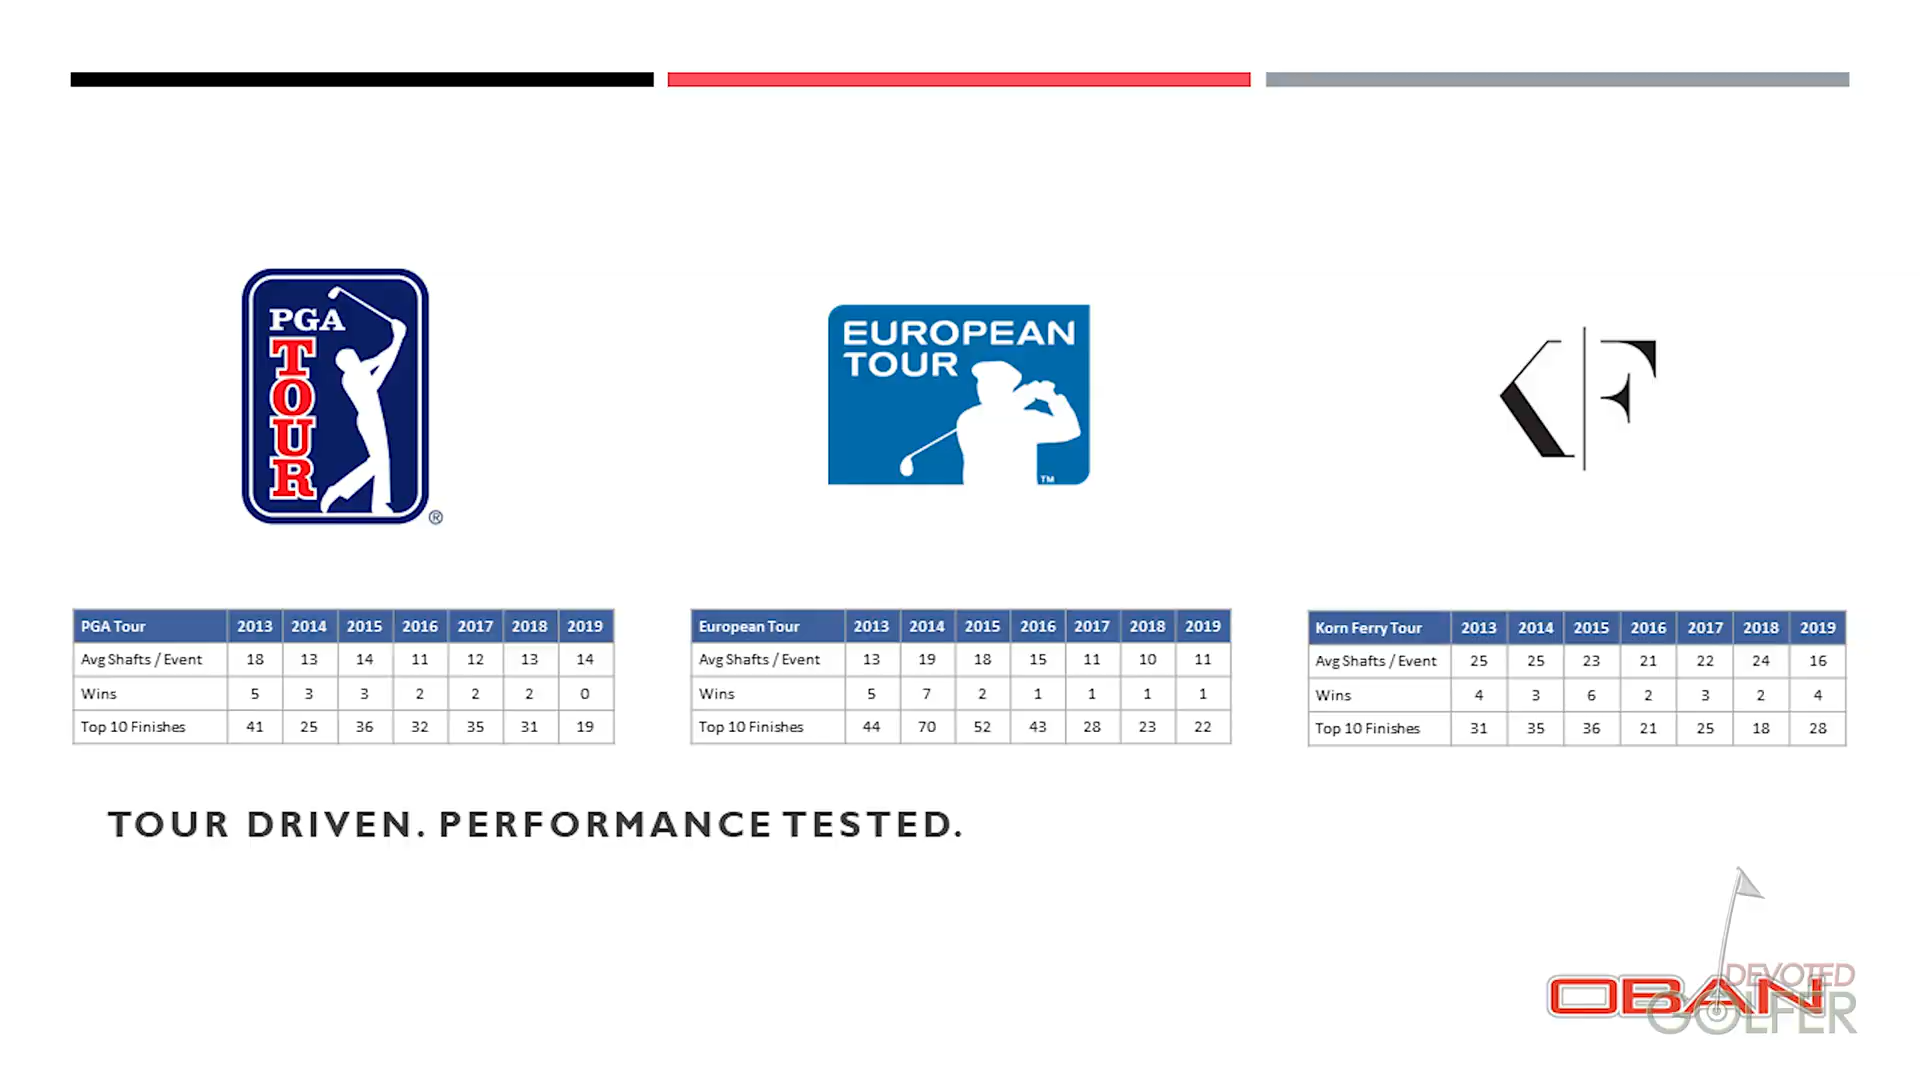 PGA
TOUR
®
EUROPEAN
TOUR
TM
K F
PGA Tour 2013 2014 2015 2016 2017 2018 2019
Avg Shafts / Event 18 13 14 11 12 13 14
Wins 5 3 3 2 2 2 0
Top 10 Finishes 41 25 36 32 35 31 19
European Tour 2013 2014 2015 2016 2017 2018 2019
Avg Shafts / Event 13 19 18 15 11 10 11
Wins 5 7 2 1 1 1 1
Top 10 Finishes 44 70 52 43 28 23 22
Korn Ferry Tour 2013 2014 2015 2016 2017 2018 2019
Avg Shafts / Event 25 25 23 21 22 24 16
Wins 4 3 6 2 3 2 4
Top 10 Finishes 31 35 36 21 25 18 28
TOUR DRIVEN. PERFORMANCE TESTED.
OBAN
DEVOTED
GOLFER